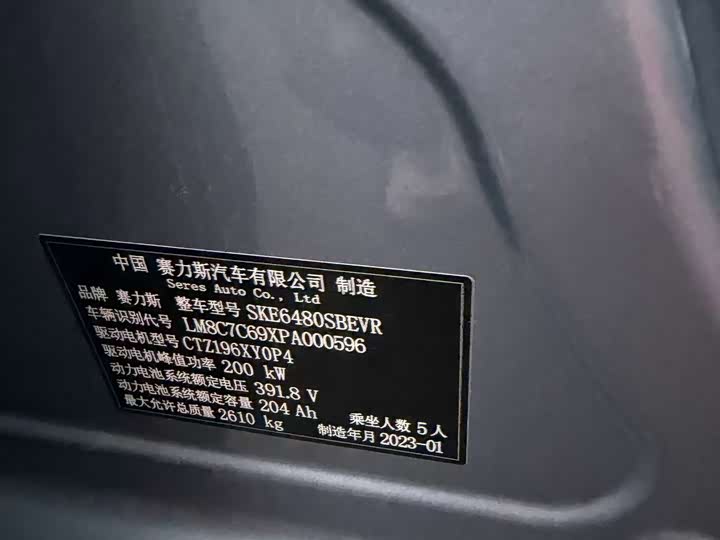 中国 赛力斯汽车有限公司 制造
Seres Auto Co., Ltd
品牌 赛力斯 整车型号 SKE6480SBEVR
车辆识别代号 LM8C7C69XPA000596
驱动电机型号 CTZ196XY0P4
驱动电机峰值功率 200 kW
动力电池系统额定电压 391.8 V
动力电池系统额定容量 204 Ah 乘坐人数 5 人
最大允许总质量 2610 kg 制造年月 2023-01